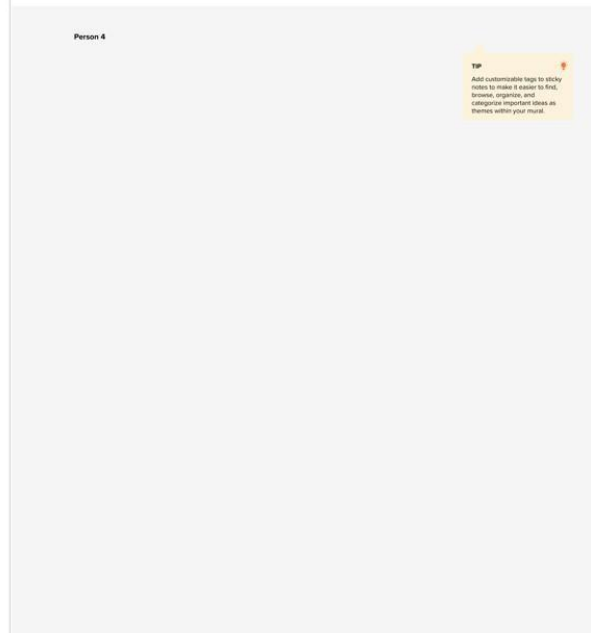 Person 4
TIP
Add customizable tags to sticky
notes to make it easier to find,
browse, organize, and
categorize important ideas as
themes within your mural.